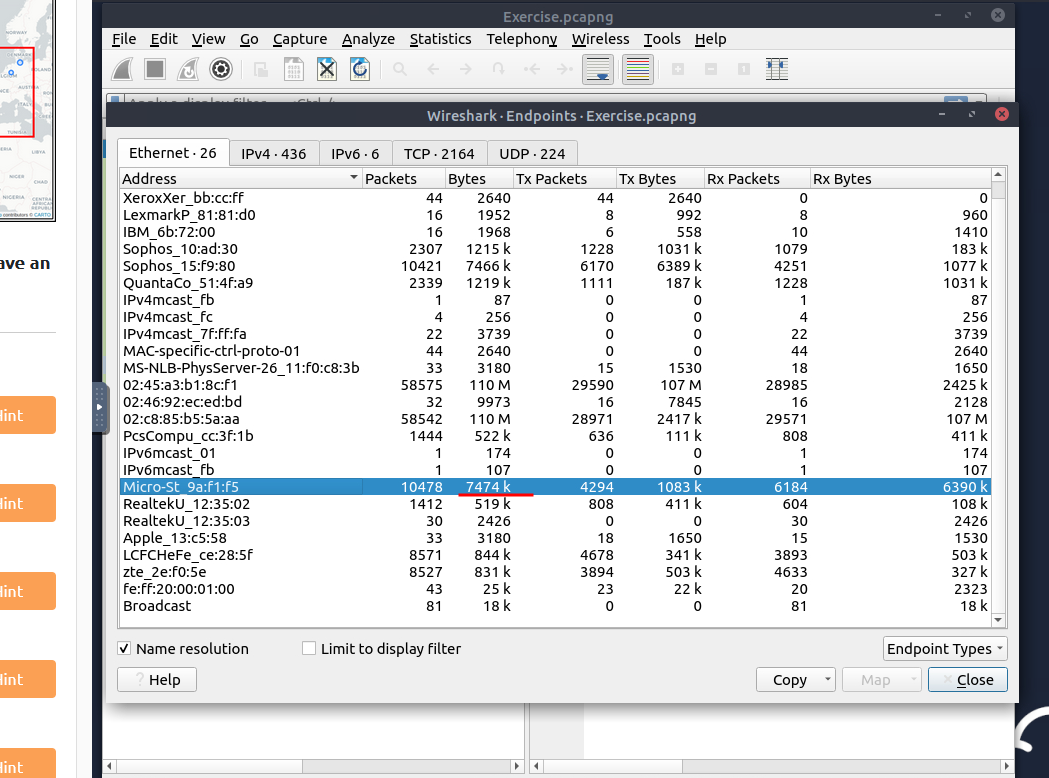 Exercise.pcapng
File Edit View Go Capture Analyze Statistics Telephony Wireless Tools Help
Wireshark · Endpoints · Exercise.pcapng
Ethernet · 26 IPv4 · 436 IPv6 · 6 TCP · 2164 UDP · 224
Address Packets Bytes Tx Packets Tx Bytes Rx Packets Rx Bytes
XeroxXer_bb:cc:ff 44 2640 44 2640 0 0
LexmarkP_81:81:d0 16 1952 8 992 8 960
IBM_6b:72:00 16 1968 6 558 10 1410
Sophos_10:ad:30 2307 1215 k 1228 1031 k 1079 183 k
Sophos_15:f9:80 10421 7466 k 6170 6389 k 4251 1077 k
QuantaCo_51:4f:a9 2339 1219 k 1111 187 k 1228 1031 k
IPv4mcast_fb 1 87 0 0 1 87
IPv4mcast_fc 4 256 0 0 4 256
IPv4mcast_7f:ff:fa 22 3739 0 0 22 3739
MAC-specific-ctrl-proto-01 44 2640 0 0 44 2640
MS-NLB-PhysServer-26_11:f0:c8:3b 33 3180 15 1530 18 1650
02:45:a3:b1:8c:f1 58575 110 M 29590 107 M 28985 2425 k
02:46:92:ec:ed:bd 32 9973 16 7845 16 2128
02:c8:85:b5:5a:aa 58542 110 M 28971 2417 k 29571 107 M
PcsCompu_cc:3f:1b 1444 522 k 636 111 k 808 411 k
IPv6mcast_01 1 174 0 0 1 174
IPv6mcast_fb 1 107 0 0 1 107
Micro-St_9a:f1:f5 10478 7474 k 4294 1083 k 6184 6390 k
RealtekU_12:35:02 1412 519 k 808 411 k 604 108 k
RealtekU_12:35:03 30 2426 0 0 30 2426
Apple_13:c5:58 33 3180 18 1650 15 1530
LCFCHeFe_ce:28:5f 8571 844 k 4678 341 k 3893 503 k
zte_2e:f0:5e 8527 831 k 3894 503 k 4633 327 k
fe:ff:20:00:01:00 43 25 k 23 22 k 20 2323
Broadcast 81 18 k 0 0 81 18 k
Name resolution Limit to display filter Endpoint Types
Help Copy Map Close
ave an
int
int
int
int
int